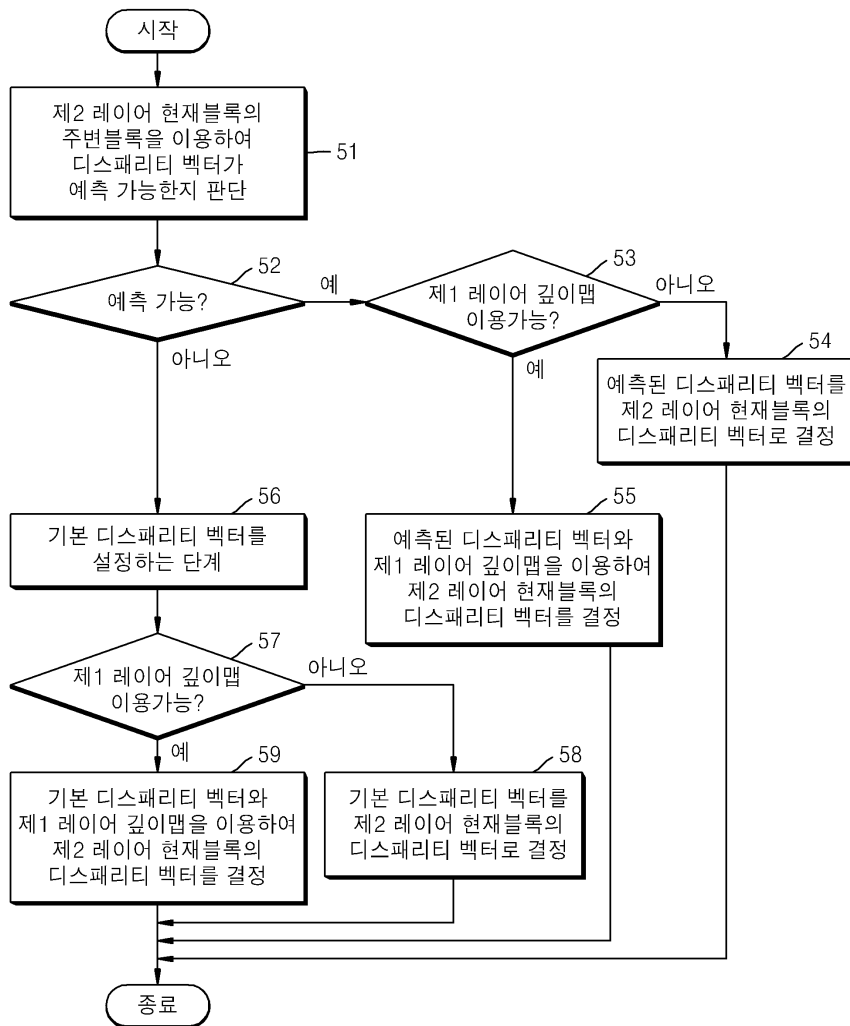 시작
제2 레이어 현재블록의
주변블록을 이용하여
디스패리티 벡터가
예측 가능한지 판단
51
52
예측 가능?
예
아니오
53
제1 레이어 깊이맵
이용가능?
아니오
예
54
예측된 디스패리티 벡터를
제2 레이어 현재블록의
디스패리티 벡터로 결정
55
예측된 디스패리티 벡터와
제1 레이어 깊이맵을 이용하여
제2 레이어 현재블록의
디스패리티 벡터를 결정
56
기본 디스패리티 벡터를
설정하는 단계
57
제1 레이어 깊이맵
이용가능?
아니오
예
59
기본 디스패리티 벡터와
제1 레이어 깊이맵을 이용하여
제2 레이어 현재블록의
디스패리티 벡터를 결정
58
기본 디스패리티 벡터를
제2 레이어 현재블록의
디스패리티 벡터로 결정
종료